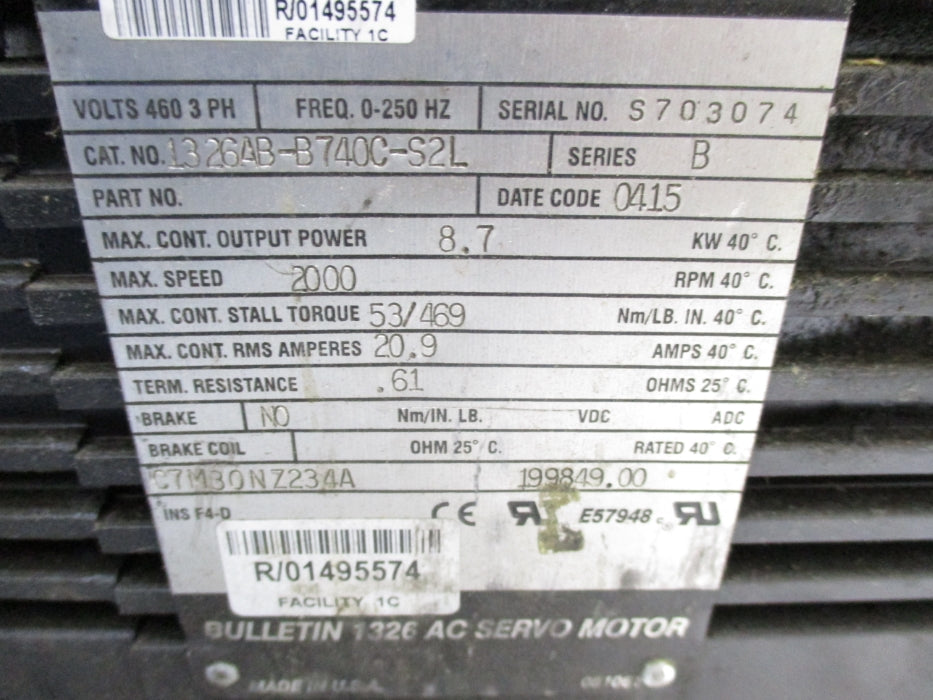 R/01495574
FACILITY 1C
VOLTS 460 3 PH FREQ. 0-250 HZ SERIAL NO. S703074
CAT. NO. 1326AB-B740C-S2L SERIES B
PART NO. DATE CODE 0415
MAX. CONT. OUTPUT POWER 8.7 KW 40° C.
MAX. SPEED 2000 RPM 40° C.
MAX. CONT. STALL TORQUE 53/469 Nm/LB. IN. 40° C.
MAX. CONT. RMS AMPERES 20.9 AMPS 40° C.
TERM. RESISTANCE .61 OHMS 25° C.
BRAKE NO Nm/IN. LB. VDC ADC
BRAKE COIL OHM 25° C. RATED 40° C.
C7M30NZ234A 199849.00
INS F4-D CE E57948
R/01495574
FACILITY 1C
BULLETIN 1326 AC SERVO MOTOR
MADE IN U.S.A.